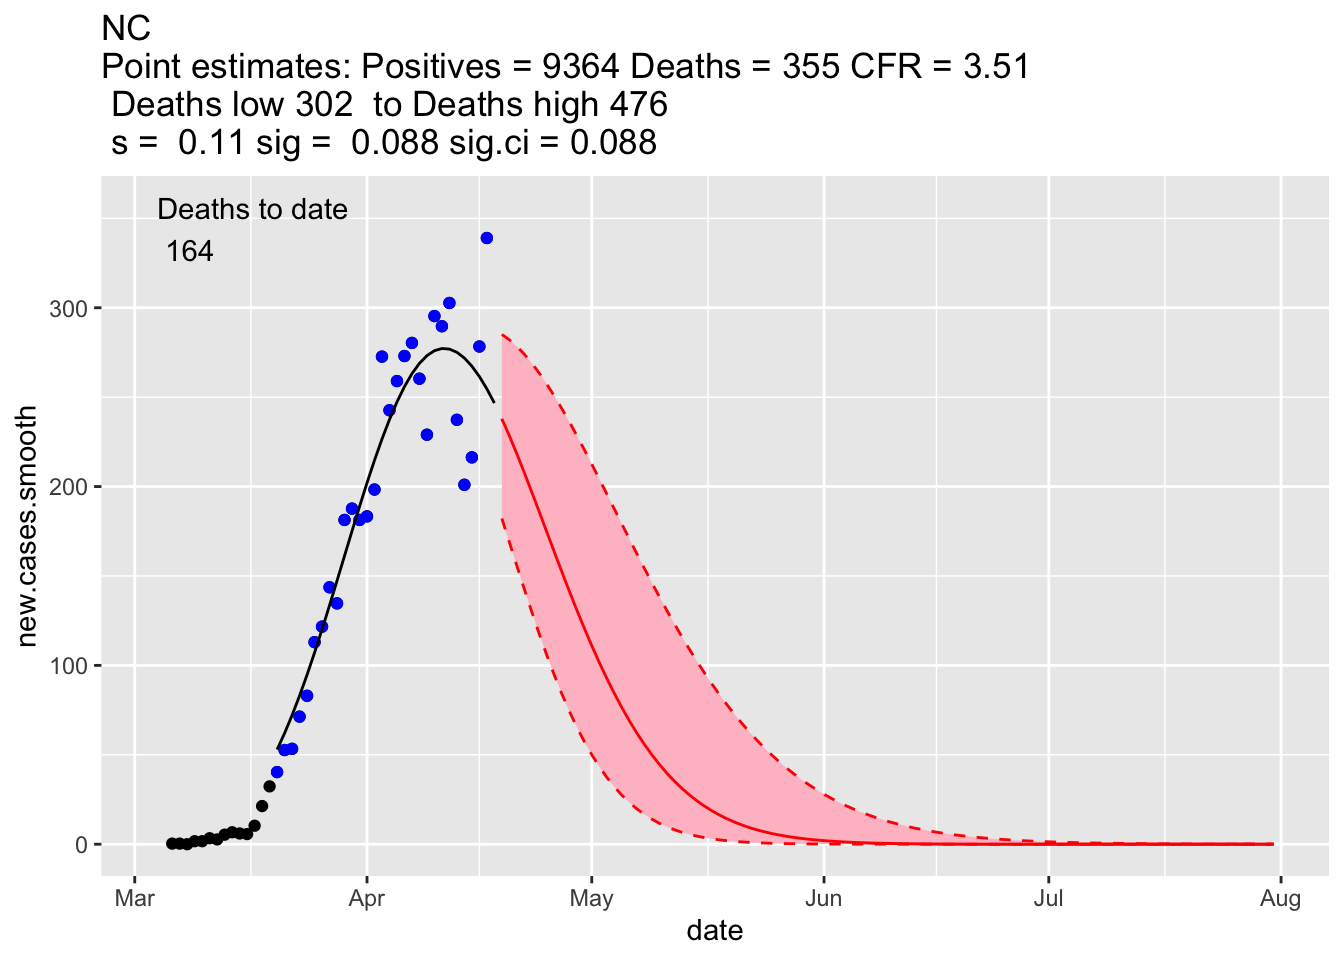 NC
Point estimates: Positives = 9364 Deaths = 355 CFR = 3.51
Deaths low 302  to Deaths high 476
s =  0.11 sig =  0.088 sig.ci = 0.088
Deaths to date
164
300
200
100
0
new.cases.smooth
Mar Apr May Jun Jul Aug
date